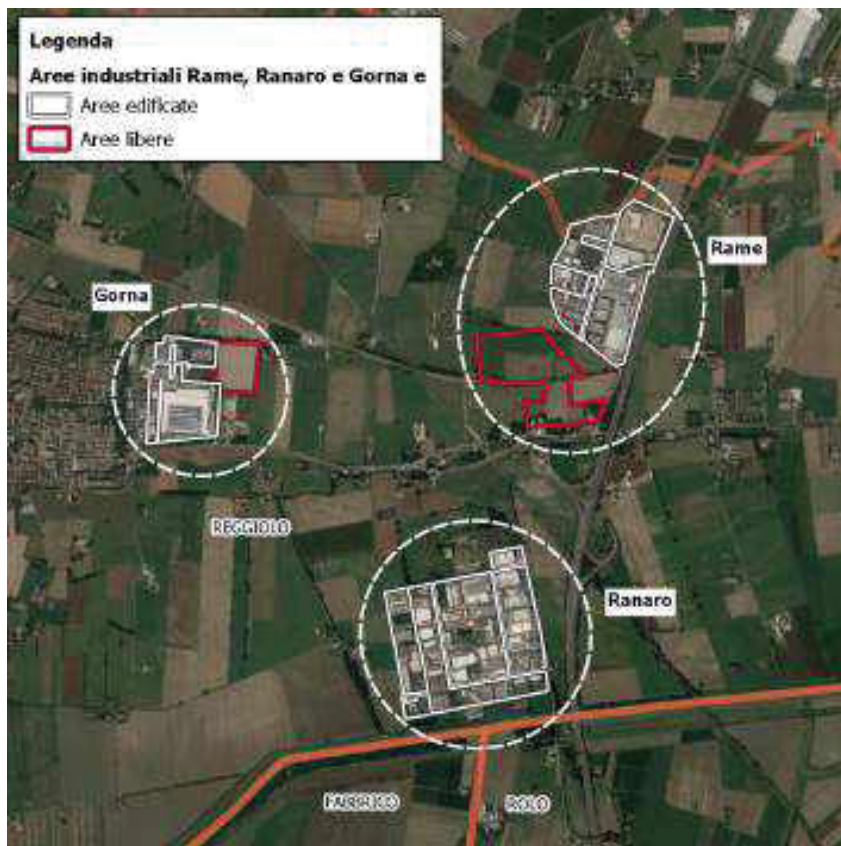 Legenda
Aree industriali Rame, Ranaro e Gorna e
Aree edificate
Aree libere
Rame
Gorna
REGGIOLO
Ranaro
FABBRICO
ROLO